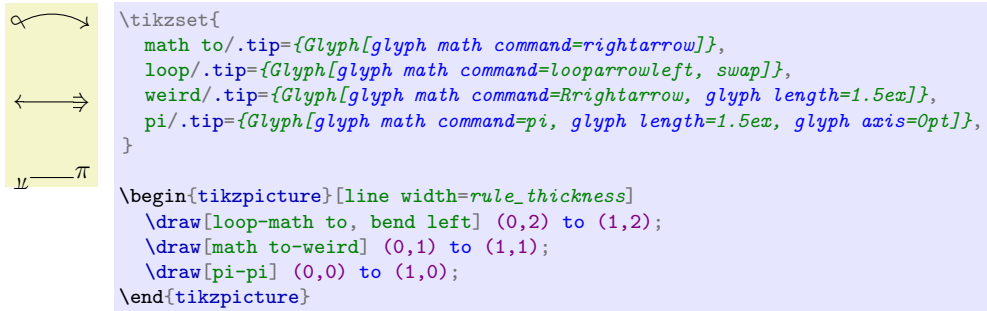 \tikzset{
  math to/.tip={Glyph[glyph math command=rightarrow]},
  loop/.tip={Glyph[glyph math command=looparrowleft, swap]},
  weird/.tip={Glyph[glyph math command=Rrightarrow, glyph length=1.5ex]},
  pi/.tip={Glyph[glyph math command=pi, glyph length=1.5ex, glyph axis=0pt]},
}
\begin{tikzpicture}[line width=rule_thickness]
  \draw[loop-math to, bend left] (0,2) to (1,2);
  \draw[math to-weird] (0,1) to (1,1);
  \draw[pi-pi] (0,0) to (1,0);
\end{tikzpicture}
π π